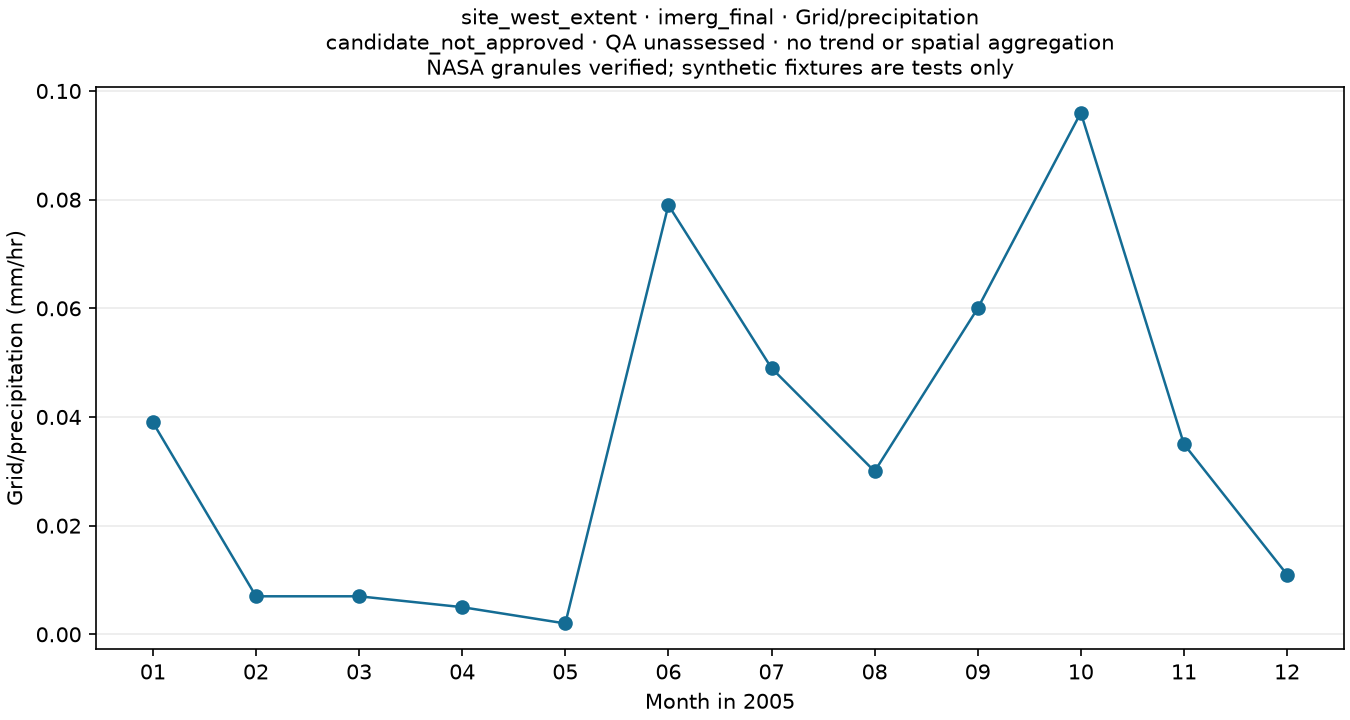 site_west_extent · imerg_final · Grid/precipitation
candidate_not_approved · QA unassessed · no trend or spatial aggregation
NASA granules verified; synthetic fixtures are tests only
Grid/precipitation (mm/hr)
0.10
0.08
0.06
0.04
0.02
0.00
01 02 03 04 05 06 07 08 09 10 11 12
Month in 2005